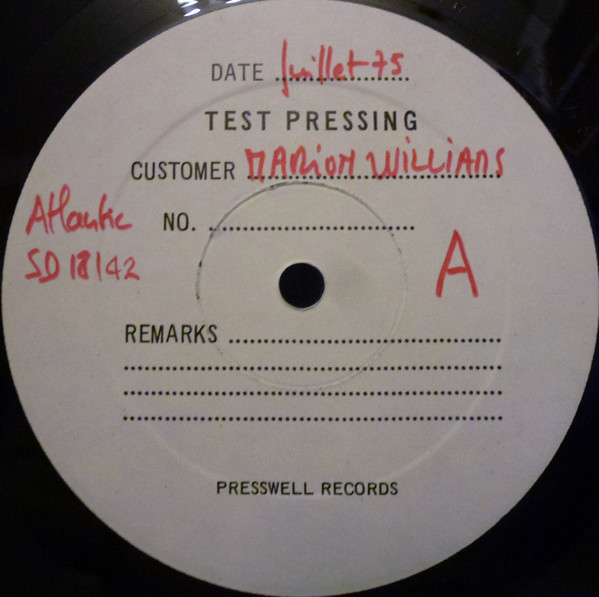 DATE Juillet 75
TEST PRESSING
CUSTOMER MARION WILLIAMS
Atlantic
SD 18142
NO.
A
REMARKS
PRESSWELL RECORDS